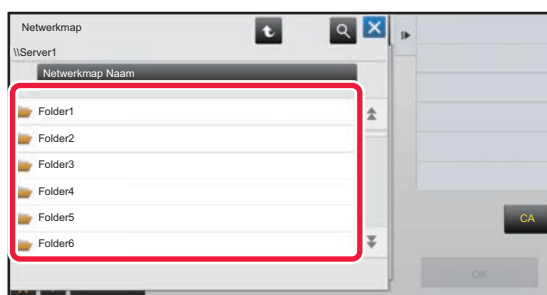 Netwerkmap
\\Server1
Netwerkmap Naam
Folder1
Folder2
Folder3
Folder4
Folder5
Folder6
CA
OK